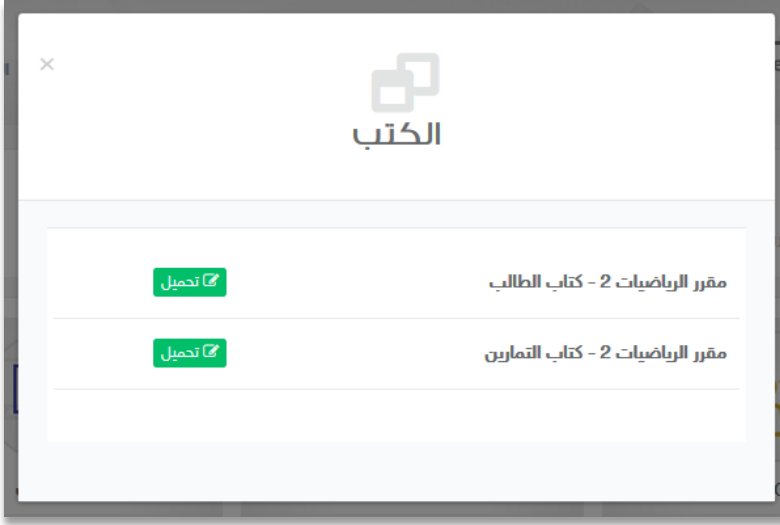 ×
الكتب
مقرر الرياضيات 2 - كتاب الطالب تحميل
مقرر الرياضيات 2 - كتاب التمارين تحميل